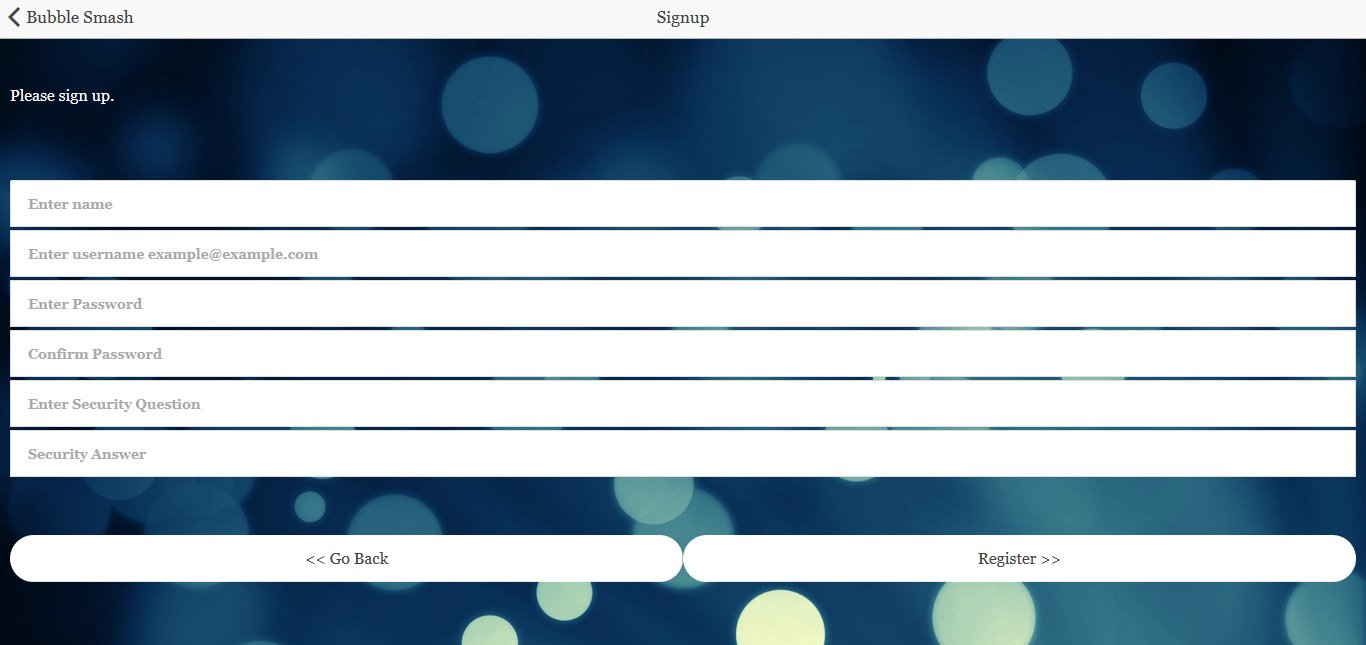 Bubble Smash
Signup
Please sign up.
Enter name
Enter username example@example.com
Enter Password
Confirm Password
Enter Security Question
Security Answer
<< Go Back
Register >>